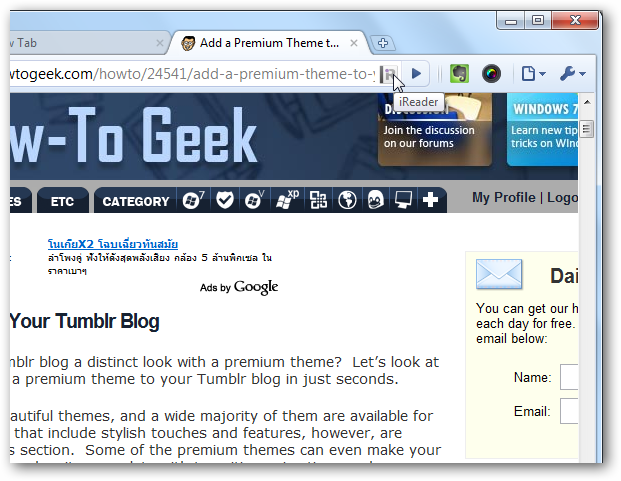 w Tab
Add a Premium Theme t...
wtogeek.com/howto/24541/add-a-premium-theme-to-y
iReader
w-To Geek
DISCUSSION
Join the discussion
on our forums
WINDOWS 7
Learn new tip
tricks on WInd
ES
ETC
CATEGORY
7
V
xp
My Profile | Logo
โนเกียX2 โฉบเฉี่ยวทันสมัย
ลำโพงคู่ ฟังให้ดังสุดพลังเสียง กล้อง 5 ล้านพิกเซล ใน
ราคาเบาๆ
Ads by Google
Your Tumblr Blog
mblr blog a distinct look with a premium theme? Let's look at
a premium theme to your Tumblr blog in just seconds.
autiful themes, and a wide majority of them are available for
that include stylish touches and features, however, are
s section. Some of the premium themes can even make your
Dai
You can get our h
each day for free.
email below:
Name:
Email: